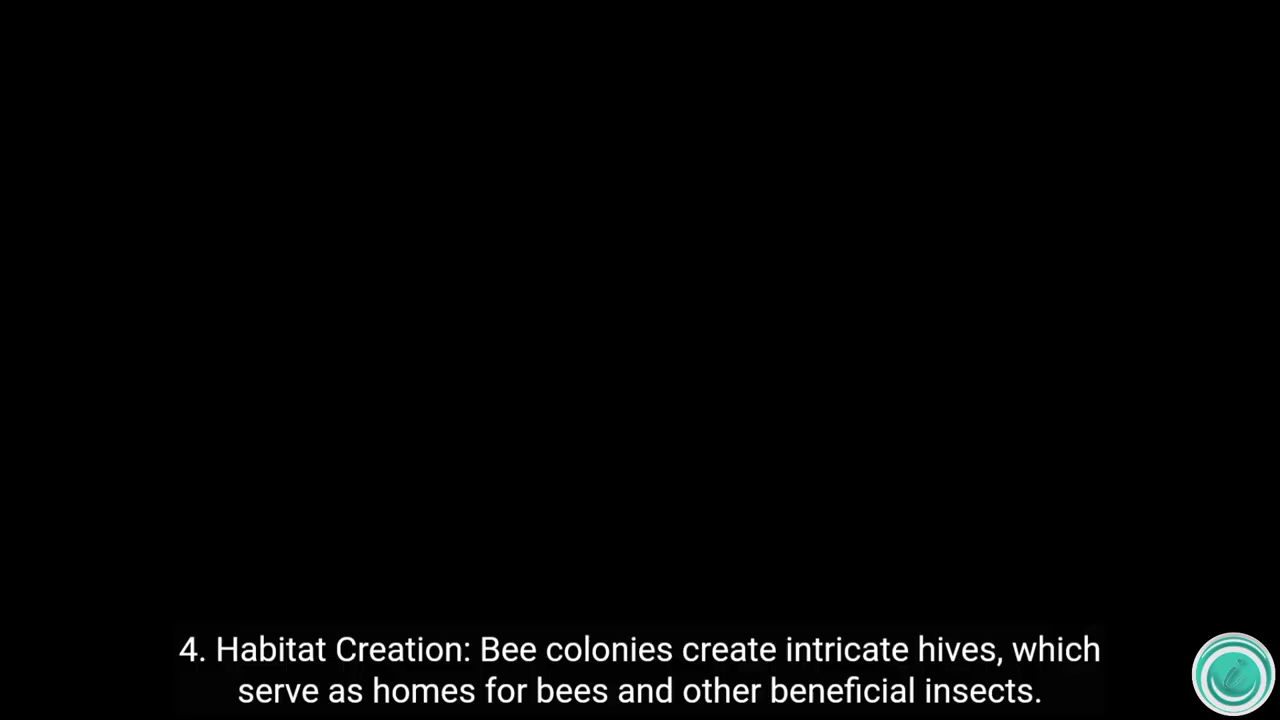 4. Habitat Creation: Bee colonies create intricate hives, which
serve as homes for bees and other beneficial insects.